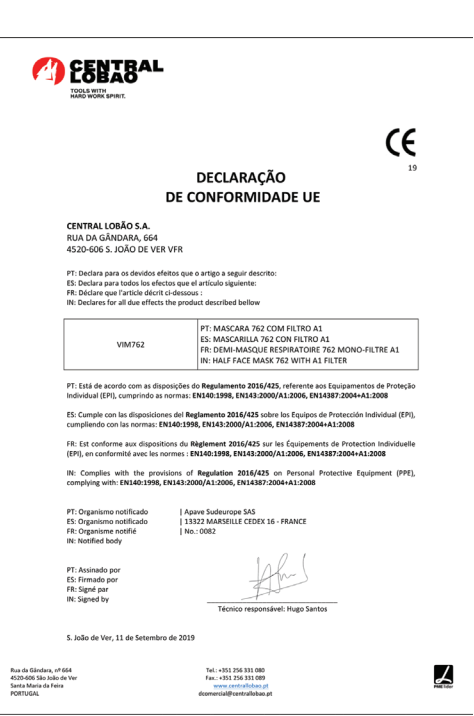 CENTRAL
LOBAO
TOOLS WITH
HARD WORK SPIRIT.
CE
19
DECLARAÇÃO
DE CONFORMIDADE UE
CENTRAL LOBÃO S.A.
RUA DA GÂNDARA, 664
4520-606 S. JOÃO DE VER VFR
PT: Declara para os devidos efeitos que o artigo a seguir descrito:
ES: Declara para todos los efectos que el artículo siguiente:
FR: Déclare que l'article décrit ci-dessous :
IN: Declares for all due effects the product described bellow
VIM762
PT: MASCARA 762 COM FILTRO A1
ES: MASCARILLA 762 CON FILTRO A1
FR: DEMI-MASQUE RESPIRATOIRE 762 MONO-FILTRE A1
IN: HALF FACE MASK 762 WITH A1 FILTER
PT: Está de acordo com as disposições do Regulamento 2016/425, referente aos Equipamentos de Proteção
Individual (EPI), cumprindo as normas: EN140:1998, EN143:2000/A1:2006, EN14387:2004+A1:2008
ES: Cumple con las disposiciones del Reglamento 2016/425 sobre los Equipos de Protección Individual (EPI),
cumpliendo con las normas: EN140:1998, EN143:2000/A1:2006, EN14387:2004+A1:2008
FR: Est conforme aux dispositions du Règlement 2016/425 sur les Équipements de Protection Individuelle
(EPI), en conformité avec les normes : EN140:1998, EN143:2000/A1:2006, EN14387:2004+A1:2008
IN: Complies with the provisions of Regulation 2016/425 on Personal Protective Equipment (PPE),
complying with: EN140:1998, EN143:2000/A1:2006, EN14387:2004+A1:2008
PT: Organismo notificado | Apave Sudeurope SAS
ES: Organismo notificado | 13322 MARSEILLE CEDEX 16 - FRANCE
FR: Organisme notifié | No.: 0082
IN: Notified body
PT: Assinado por
ES: Firmado por
FR: Signé par
IN: Signed by
Técnico responsável: Hugo Santos
S. João de Ver, 11 de Setembro de 2019
Rua da Gândara, nº 664
4520-606 São João de Ver
Santa Maria da Feira
PORTUGAL
Tel.: +351 256 331 080
Fax.: +351 256 331 089
www.centrallobao.pt
dcomercial@centrallobao.pt
PME líder